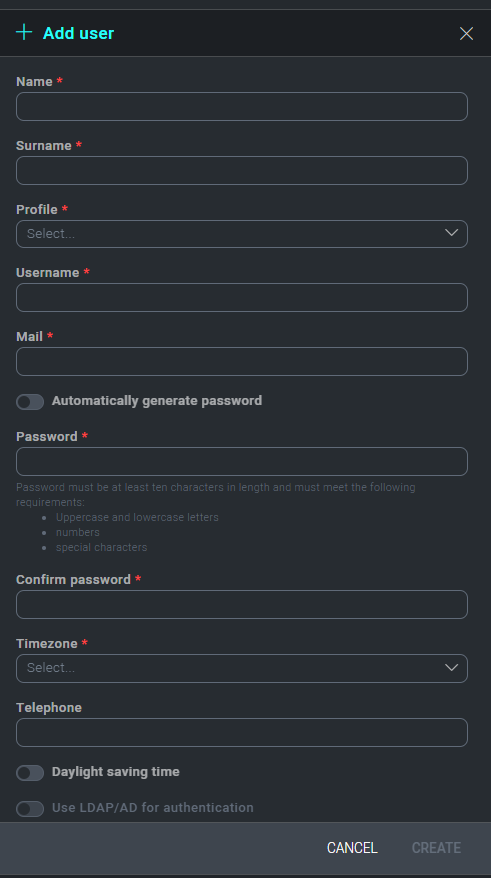 Add user
Name *
Surname *
Profile *
Select...
Username *
Mail *
Automatically generate password
Password *
Password must be at least ten characters in length and must meet the following
requirements:
• Uppercase and lowercase letters
• numbers
• special characters
Confirm password *
Timezone *
Select...
Telephone
Daylight saving time
Use LDAP/AD for authentication
CANCEL CREATE